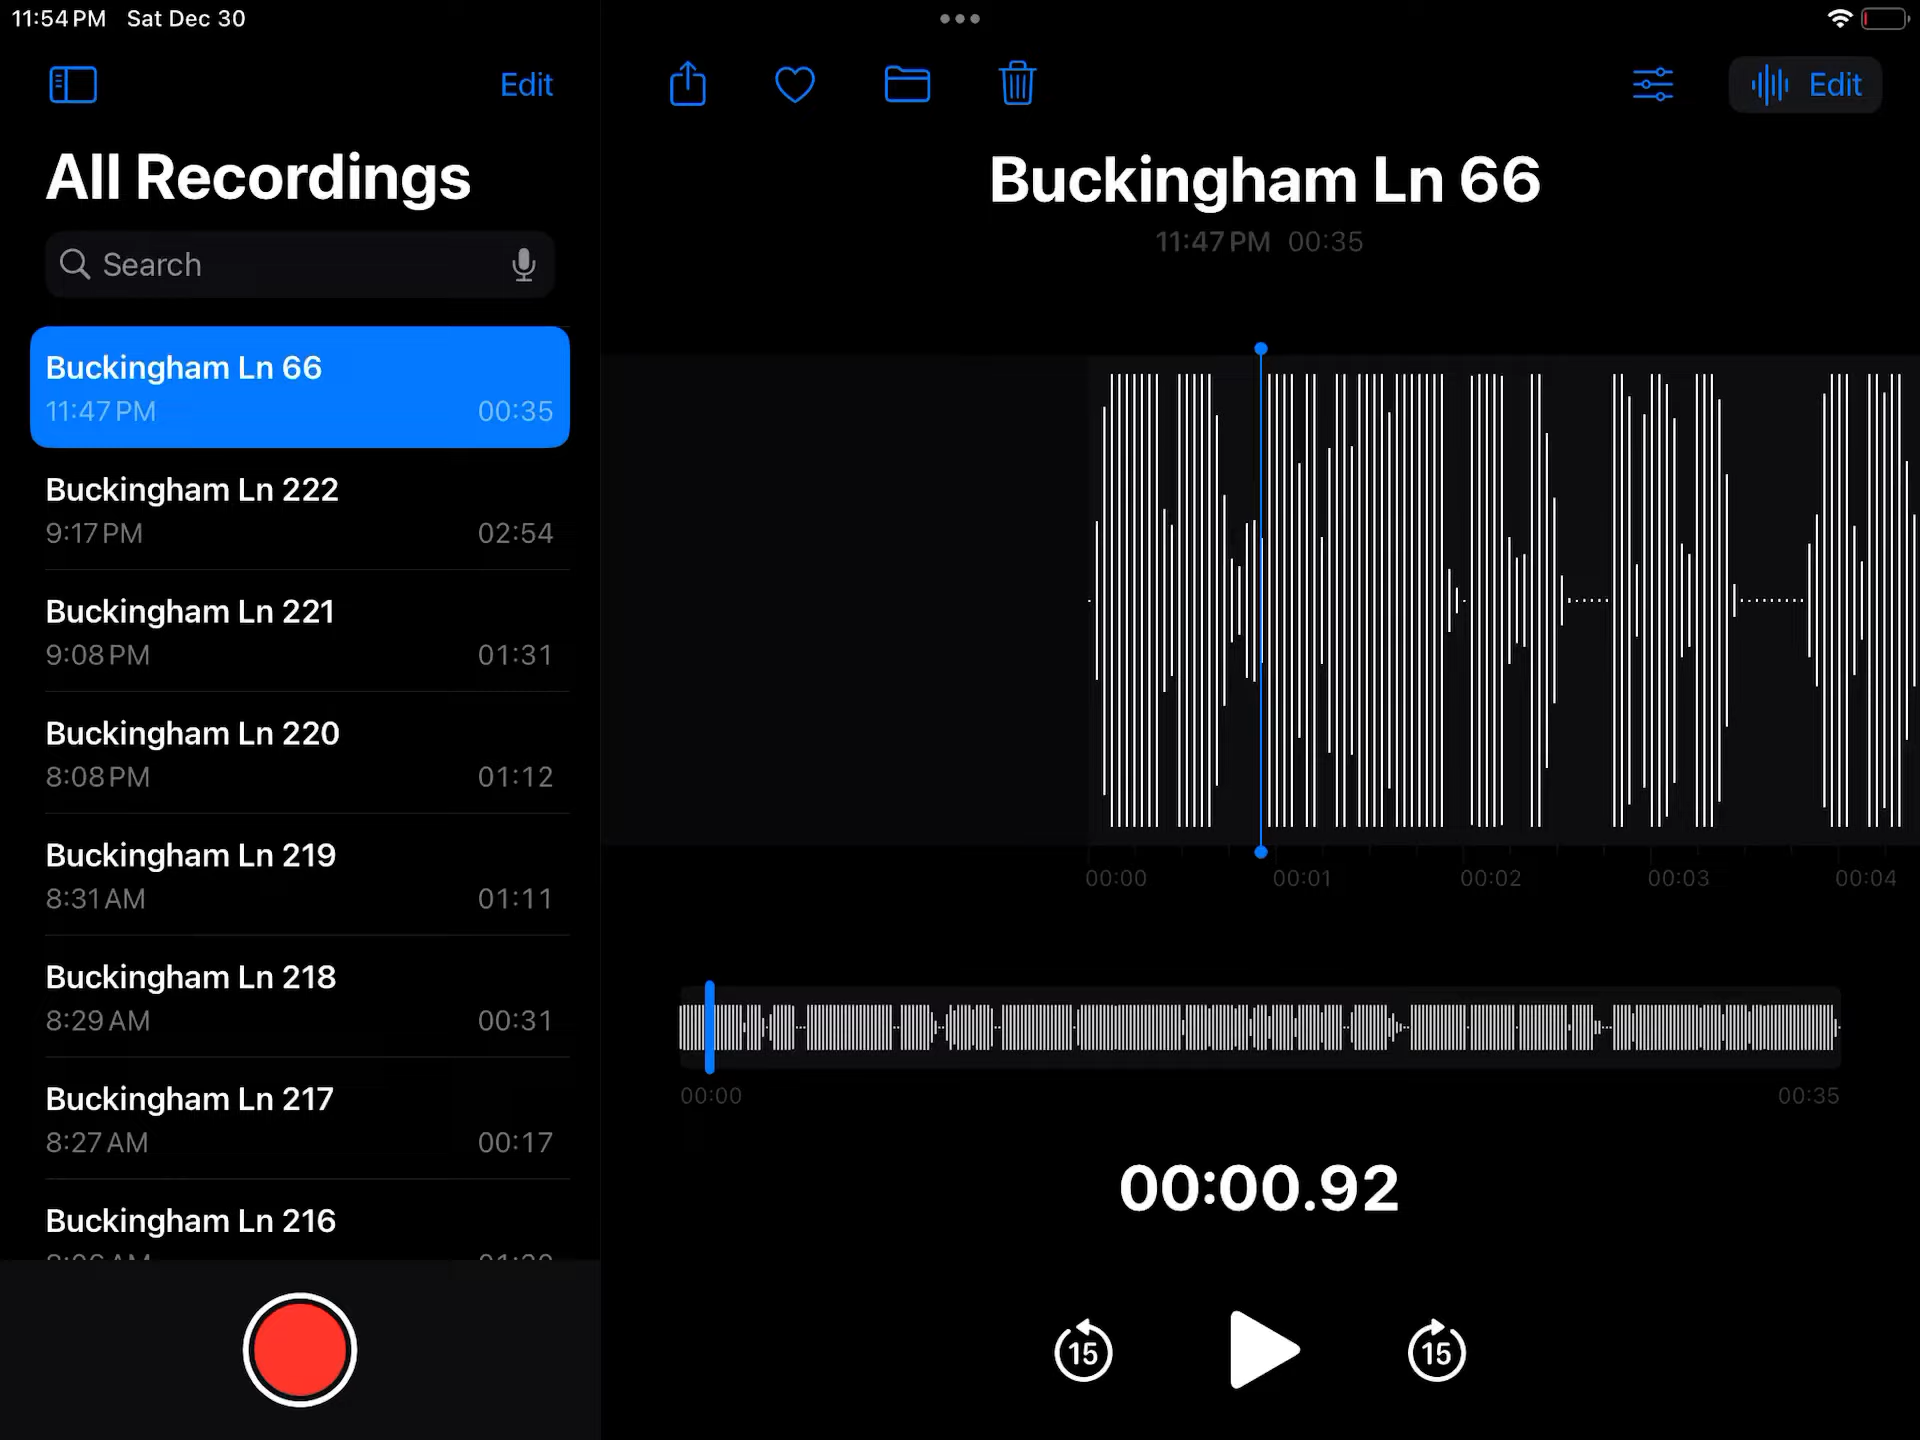 11:54 PM Sat Dec 30
Edit
All Recordings
Search
Buckingham Ln 66
11:47 PM 00:35
Buckingham Ln 222
9:17 PM 02:54
Buckingham Ln 221
9:08 PM 01:31
Buckingham Ln 220
8:08 PM 01:12
Buckingham Ln 219
8:31 AM 01:11
Buckingham Ln 218
8:29 AM 00:31
Buckingham Ln 217
8:27 AM 00:17
Buckingham Ln 216
Edit
Buckingham Ln 66
11:47 PM 00:35
00:00 00:01 00:02 00:03 00:04
00:00 00:35
00:00.92
15 15